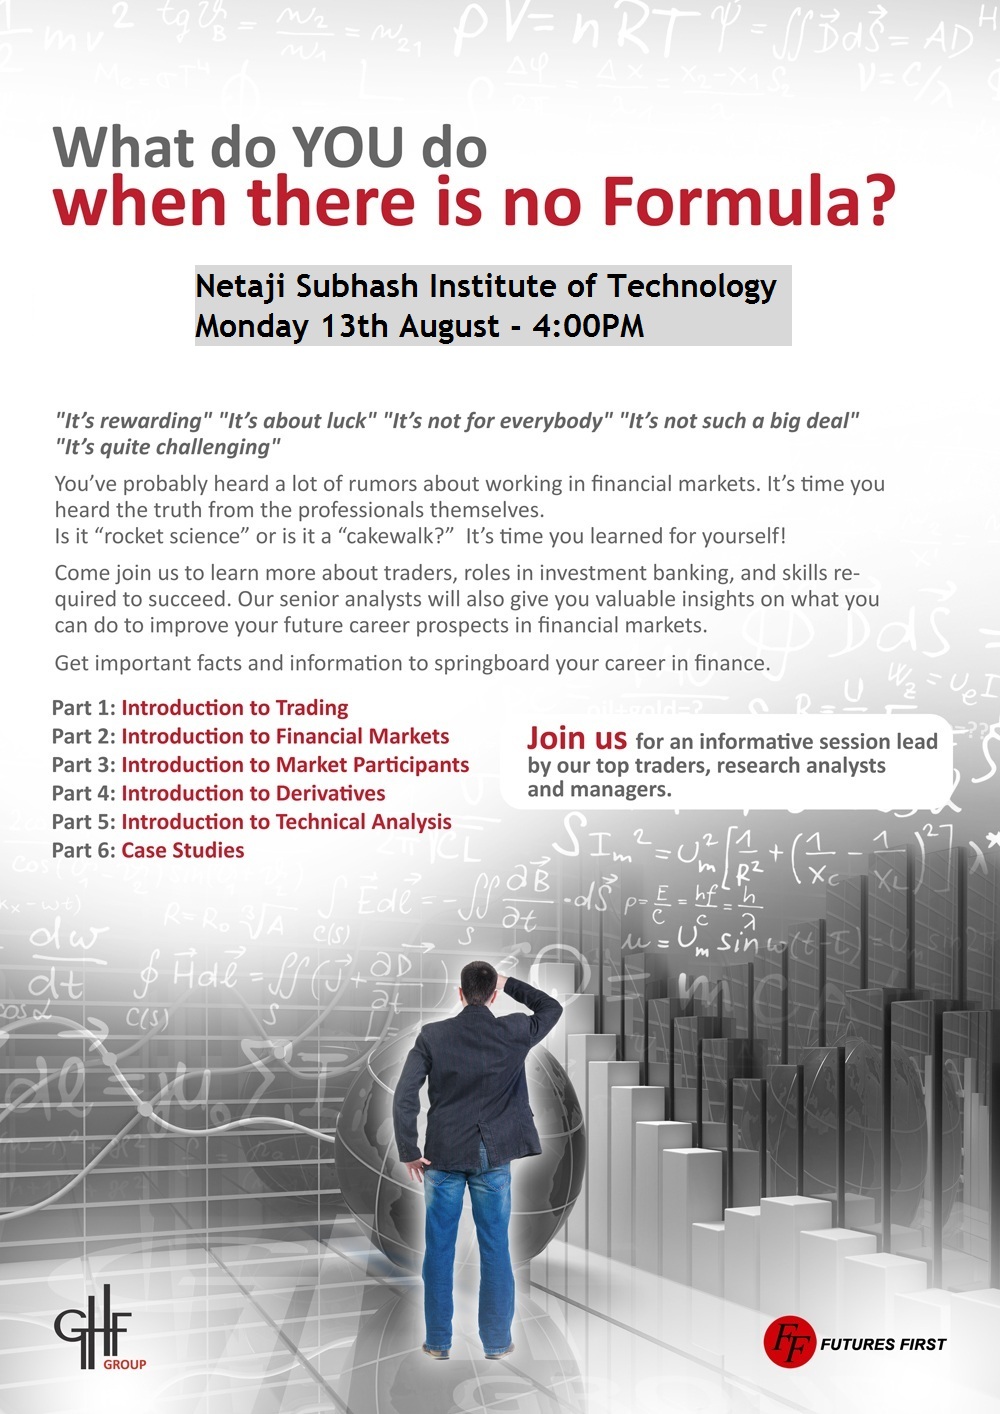 mv² = = n₂₁ PV = nRT
V = C/λ
What do YOU do
when there is no Formula?
Netaji Subhash Institute of Technology
Monday 13th August - 4:00PM
"It’s rewarding" "It’s about luck" "It’s not for everybody" "It’s not such a big deal"
"It’s quite challenging"
You’ve probably heard a lot of rumors about working in financial markets. It’s time you
heard the truth from the professionals themselves.
Is it “rocket science” or is it a “cakewalk?”  It’s time you learned for yourself!
Come join us to learn more about traders, roles in investment banking, and skills re-
quired to succeed. Our senior analysts will also give you valuable insights on what you
can do to improve your future career prospects in financial markets.
Get important facts and information to springboard your career in finance.
Part 1: Introduction to Trading
Part 2: Introduction to Financial Markets
Part 3: Introduction to Market Participants
Part 4: Introduction to Derivatives
Part 5: Introduction to Technical Analysis
Part 6: Case Studies
Join us for an informative session lead
by our top traders, research analysts
and managers.
GHF
GROUP
FF FUTURES FIRST